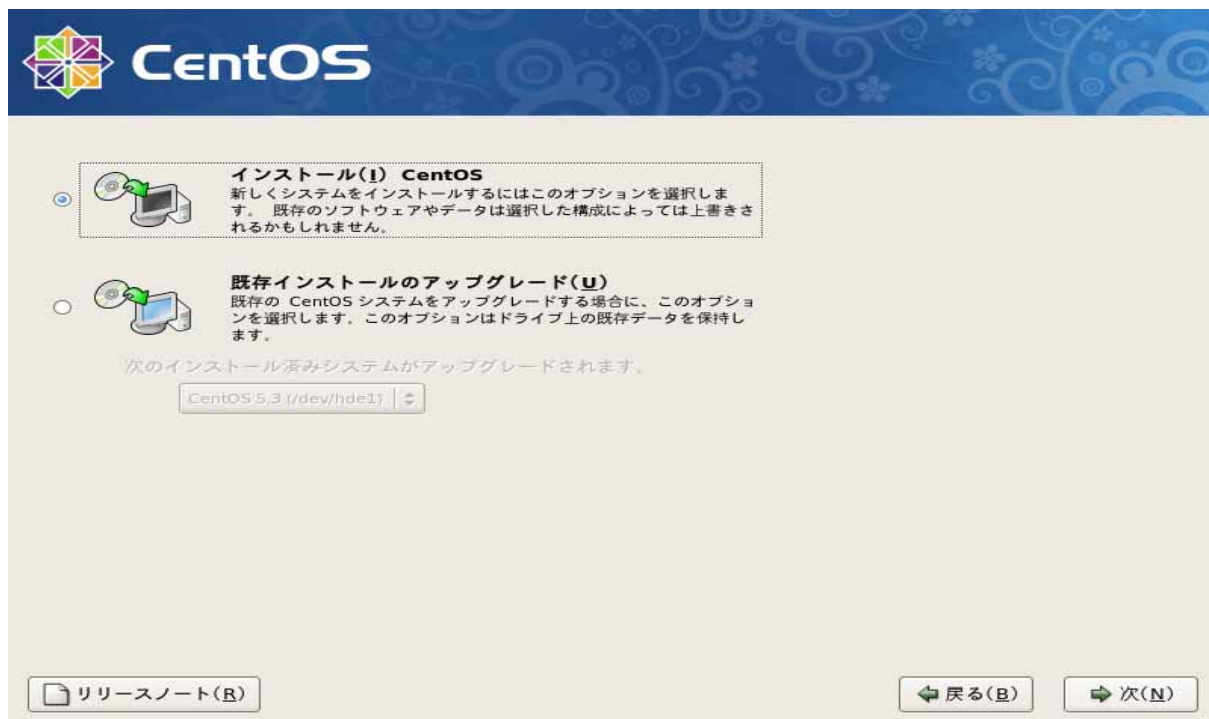 CentOS
インストール(I) CentOS
新しくシステムをインストールするにはこのオプションを選択しま
す。 既存のソフトウェアやデータは選択した構成によっては上書きさ
れるかもしれません。
既存インストールのアップグレード(U)
既存の CentOS システムをアップグレードする場合に、このオプショ
ンを選択します。このオプションはドライブ上の既存データを保持し
ます。
次のインストール済みシステムがアップグレードされます。
CentOS 5.3 (/dev/hde1)
リリースノート(R)
戻る(B)
次(N)